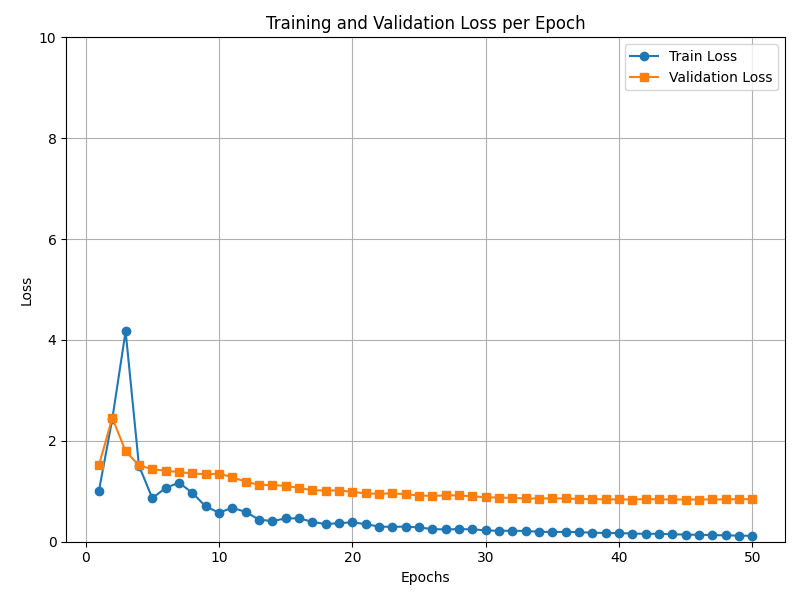 Training and Validation Loss per Epoch
Train Loss
Validation Loss
10
8
6
4
2
0
Loss
0 10 20 30 40 50
Epochs